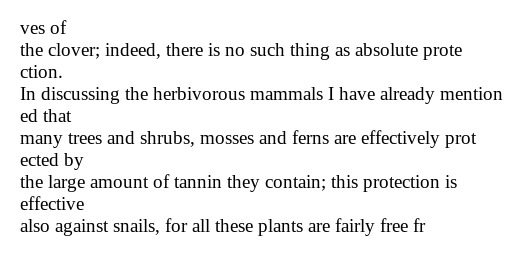 ves of
the clover; indeed, there is no such thing as absolute prote
ction.
In discussing the herbivorous mammals I have already mention
ed that
many trees and shrubs, mosses and ferns are effectively prot
ected by
the large amount of tannin they contain; this protection is
effective
also against snails, for all these plants are fairly free fr